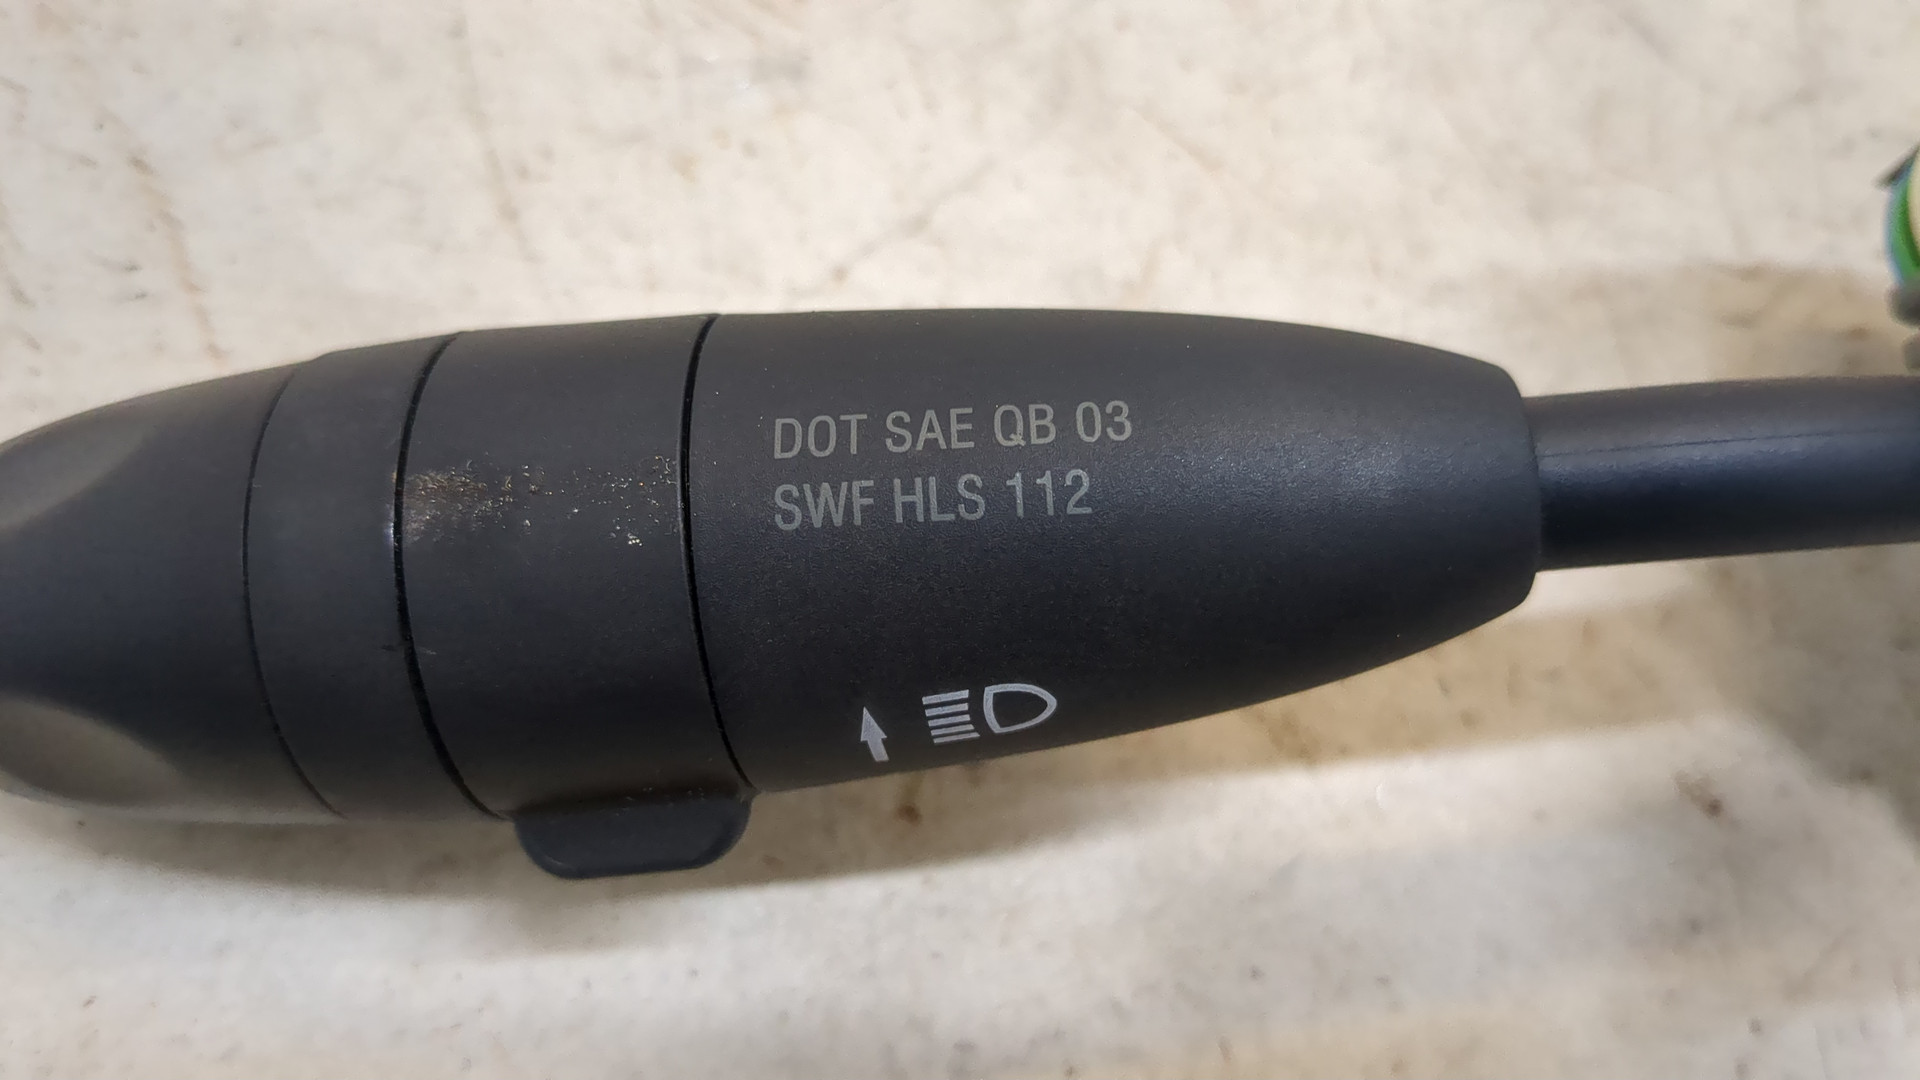 DOT SAE QB 03
SWF HLS 112